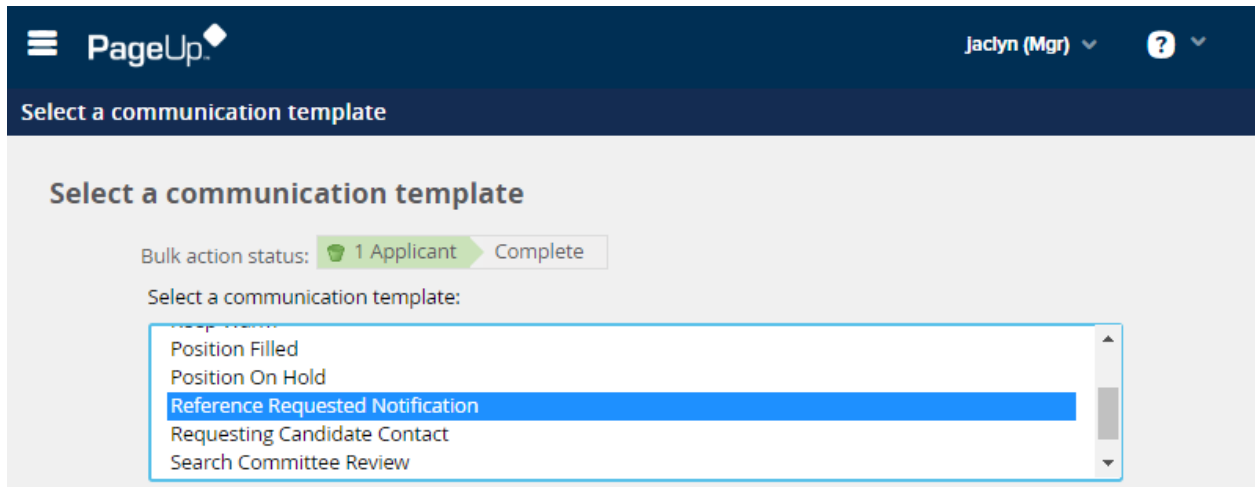 PageUp™
jaclyn (Mgr)
?
Select a communication template
Select a communication template
Bulk action status: 1 Applicant Complete
Select a communication template:
Position Filled
Position On Hold
Reference Requested Notification
Requesting Candidate Contact
Search Committee Review